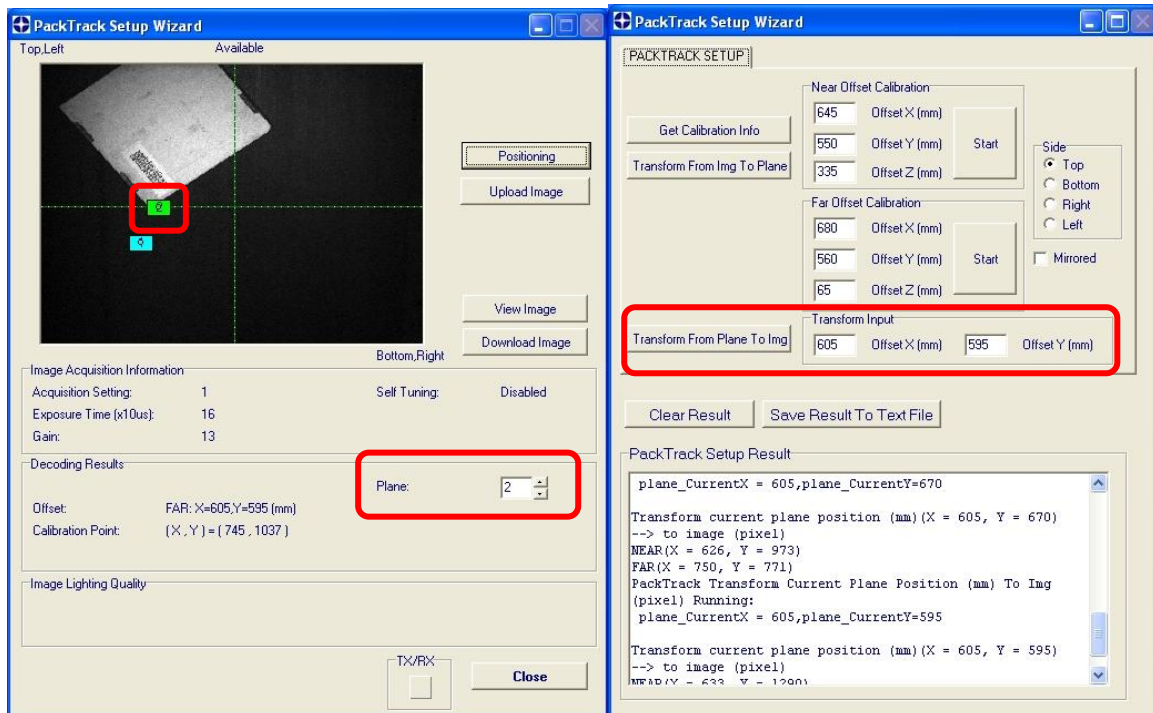 PackTrack Setup Wizard
Top,Left
Available
Positioning
Upload Image
2
View Image
Download Image
Bottom,Right
Image Acquisition Information
Acquisition Setting: 1 Self Tuning: Disabled
Exposure Time (x10us): 16
Gain: 13
Decoding Results
Plane: 2
Offset: FAR: X=605,Y=595 (mm)
Calibration Point: (X,Y)=(745,1037)
Image Lighting Quality
TX/RX
Close
PackTrack Setup Wizard
PACKTRACK SETUP
Get Calibration Info
Transform From Img To Plane
Near Offset Calibration
645 Offset X (mm)
550 Offset Y (mm)
335 Offset Z (mm)
Start
Side
Top
Bottom
Right
Left
Far Offset Calibration
680 Offset X (mm)
560 Offset Y (mm)
65 Offset Z (mm)
Start
Mirrored
Transform From Plane To Img
Transform Input
605 Offset X (mm) 595 Offset Y (mm)
Clear Result
Save Result To Text File
PackTrack Setup Result
plane_CurrentX = 605,plane_CurrentY=670
Transform current plane position (mm)(X = 605, Y = 670)
--> to image (pixel)
NEAR(X = 626, Y = 973)
FAR(X = 750, Y = 771)
PackTrack Transform Current Plane Position (mm) To Img
(pixel) Running:
plane_CurrentX = 605,plane_CurrentY=595
Transform current plane position (mm)(X = 605, Y = 595)
--> to image (pixel)
NEAR(X = 633, Y = 1290)